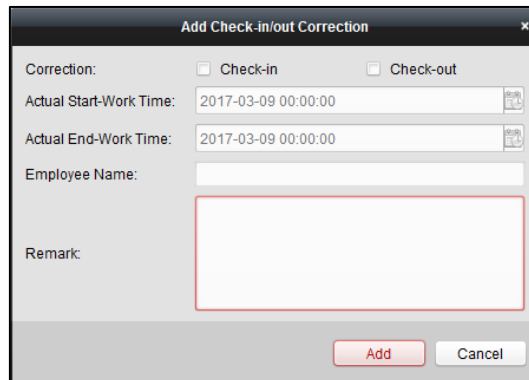 Add Check-in/out Correction ×
Correction: Check-in Check-out
Actual Start-Work Time: 2017-03-09 00:00:00
Actual End-Work Time: 2017-03-09 00:00:00
Employee Name:
Remark:
Add Cancel